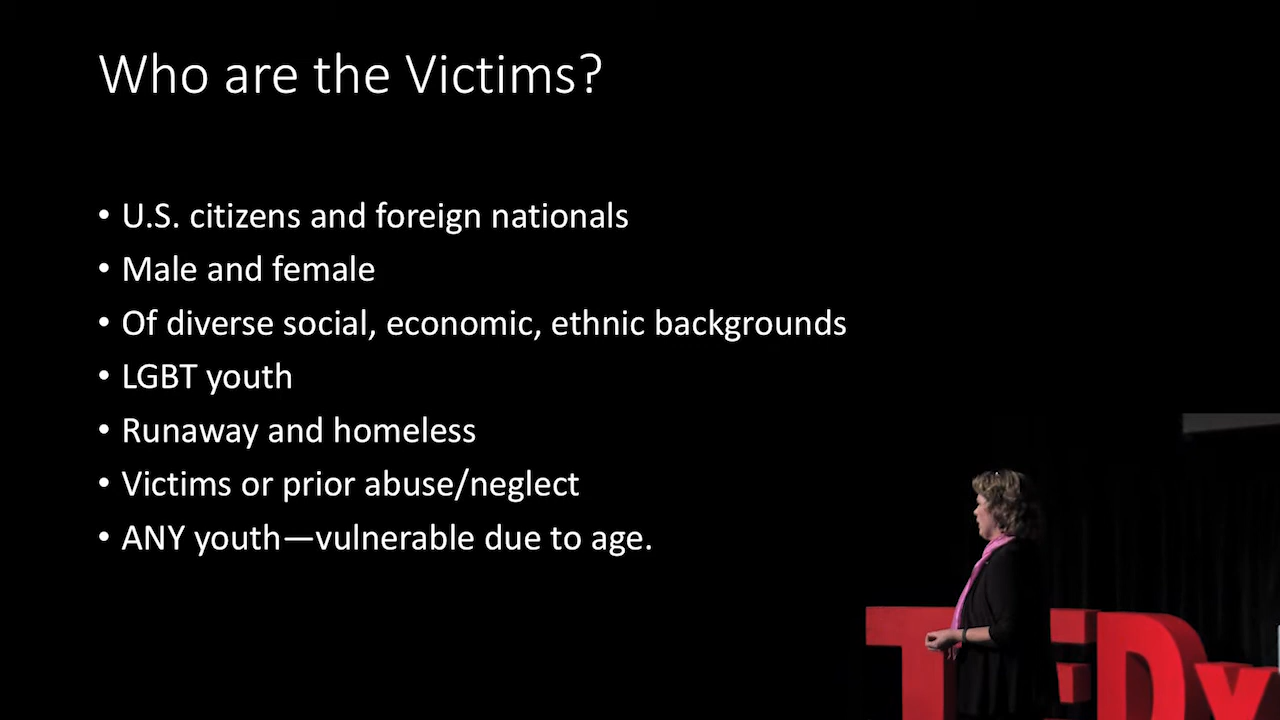 Who are the Victims?
• U.S. citizens and foreign nationals
• Male and female
• Of diverse social, economic, ethnic backgrounds
• LGBT youth
• Runaway and homeless
• Victims or prior abuse/neglect
• ANY youth—vulnerable due to age.
TEDx